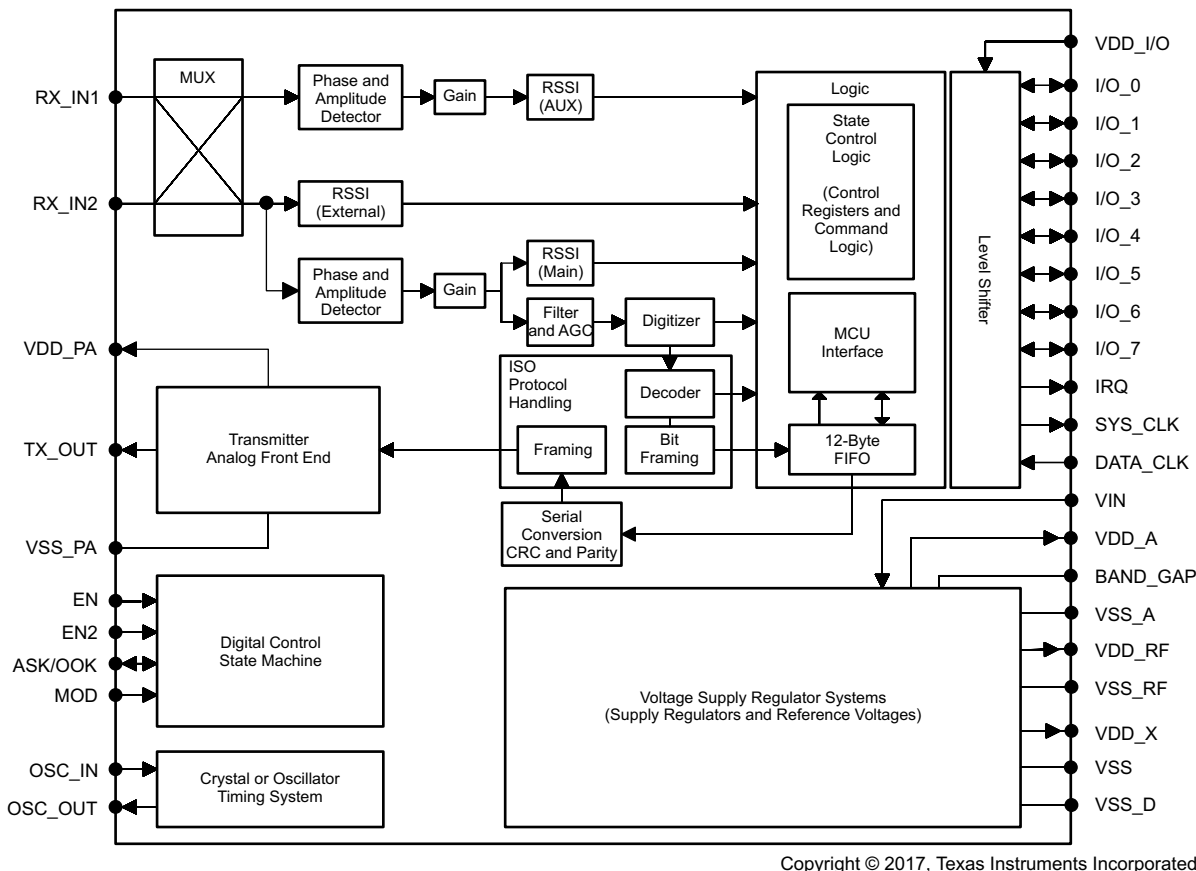 MUX
RX_IN1
Phase and
Amplitude
Detector
Gain
RSSI
(AUX)
RX_IN2
RSSI
(External)
Phase and
Amplitude
Detector
Gain
RSSI
(Main)
Filter
and AGC
Digitizer
ISO
Protocol
Handling
Decoder
Framing
Bit
Framing
Serial
Conversion
CRC and Parity
Logic
State
Control
Logic
(Control
Registers and
Command
Logic)
MCU
Interface
12-Byte
FIFO
Level Shifter
VDD_PA
TX_OUT
VSS_PA
Transmitter
Analog Front End
EN
EN2
ASK/OOK
MOD
Digital Control
State Machine
OSC_IN
OSC_OUT
Crystal or Oscillator
Timing System
Voltage Supply Regulator Systems
(Supply Regulators and Reference Voltages)
VDD_I/O
I/O_0
I/O_1
I/O_2
I/O_3
I/O_4
I/O_5
I/O_6
I/O_7
IRQ
SYS_CLK
DATA_CLK
VIN
VDD_A
BAND_GAP
VSS_A
VDD_RF
VSS_RF
VDD_X
VSS
VSS_D
Copyright © 2017, Texas Instruments Incorporated